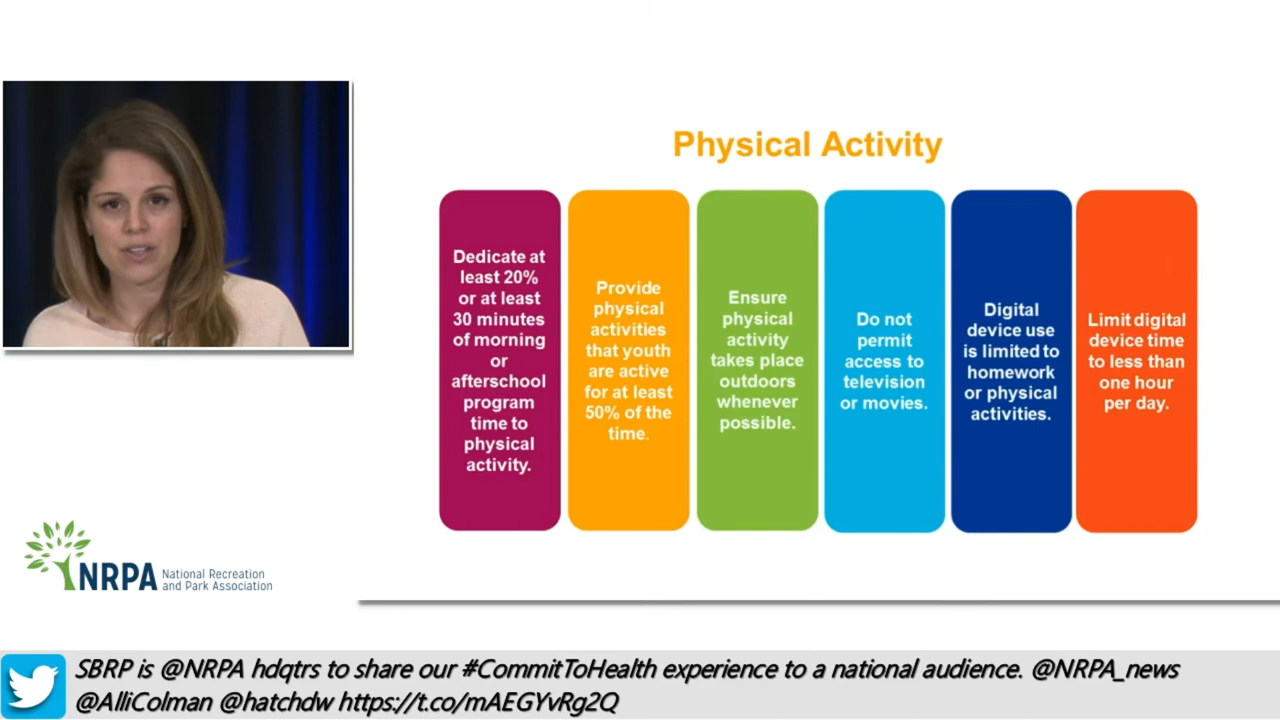 Physical Activity
Dedicate at
least 20%
or at least
30 minutes
of morning
or
afterschool
program
time to
physical
activity.
Provide
physical
activities
that youth
are active
for at least
50% of the
time.
Ensure
physical
activity
takes place
outdoors
whenever
possible.
Do not
permit
access to
television
or movies.
Digital
device use
is limited to
homework
or physical
activities.
Limit digital
device time
to less than
one hour
per day.
NRPA National Recreation
and Park Association
SBRP is @NRPA hdqtrs to share our #CommitToHealth experience to a national audience. @NRPA_news
@AlliColman @hatchdw https://t.co/mAEGYvRg2Q